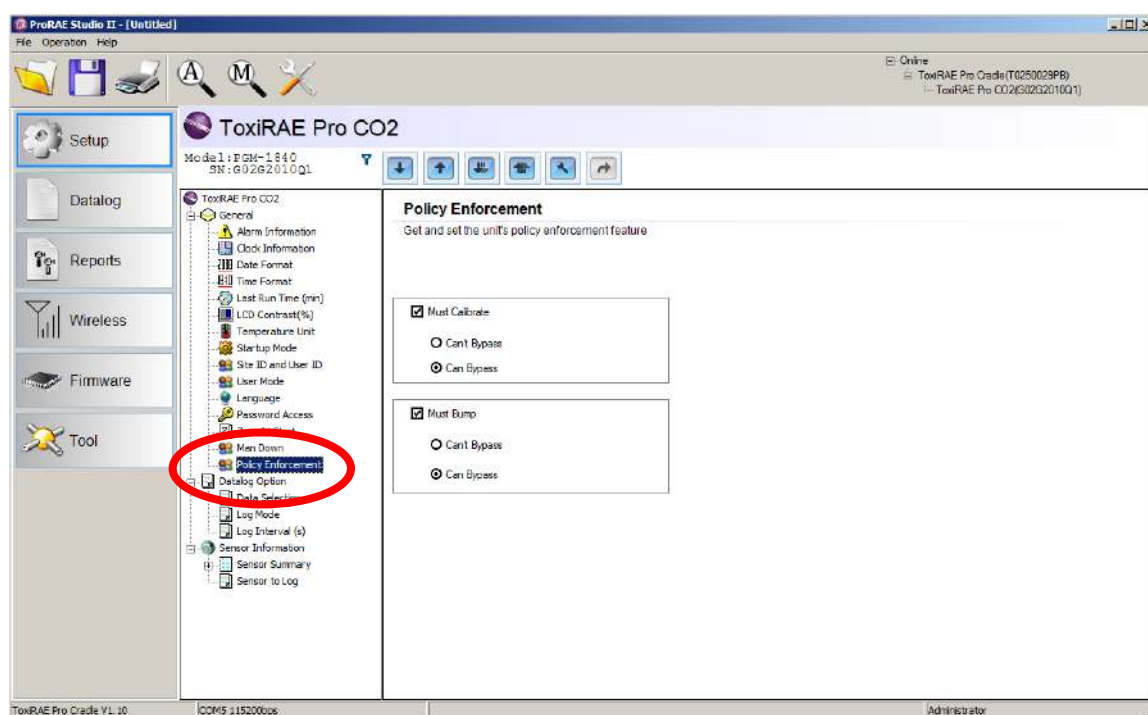 ProRAE Studio II - [Untitled]
File Operation Help
A M
Online
ToxiRAE Pro Cradle(T0250029PB)
ToxiRAE Pro CO2(G02G2010Q1)
Setup
Datalog
Reports
Wireless
Firmware
Tool
ToxiRAE Pro CO2
Model:PGM-1840
SN:G02G2010Q1
ToxiRAE Pro CO2
General
Alarm Information
Clock Information
Date Format
Time Format
Last Run Time (min)
LCD Contrast(%)
Temperature Unit
Startup Mode
Site ID and User ID
User Mode
Language
Password Access
Man Down
Policy Enforcement
Datalog Option
Data Selection
Log Mode
Log Interval (s)
Sensor Information
Sensor Summary
Sensor to Log
Policy Enforcement
Get and set the unit's policy enforcement feature
Must Calibrate
Can't Bypass
Can Bypass
Must Bump
Can't Bypass
Can Bypass
ToxiRAE Pro Cradle V1.10
COM5 115200bps
Administrator